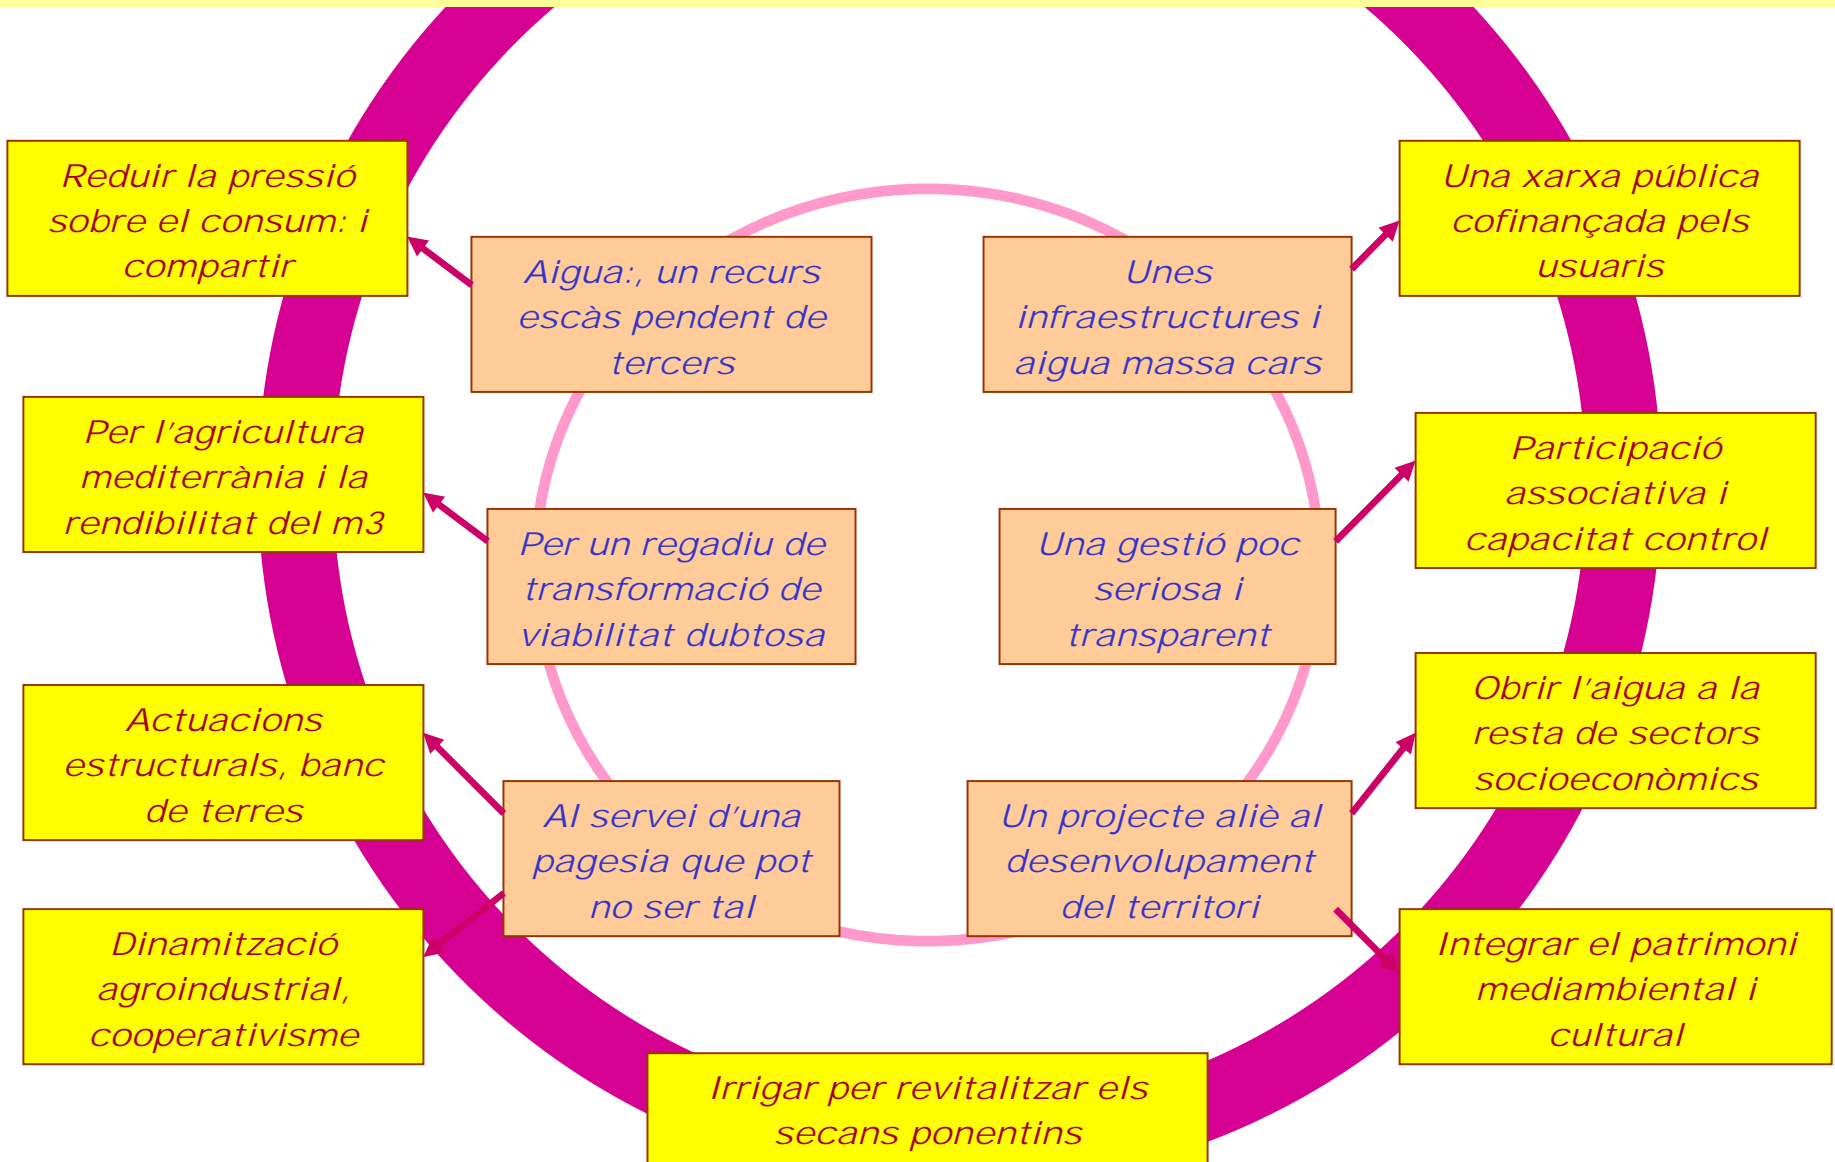 Reduir la pressió
sobre el consum: i
compartir
Una xarxa pública
cofinançada pels
usuaris
Aigua:, un recurs
escàs pendent de
tercers
Unes
infraestructures i
aigua massa cars
Per l'agricultura
mediterrània i la
rendibilitat del m3
Participació
associativa i
capacitat control
Per un regadiu de
transformació de
viabilitat dubtosa
Una gestió poc
seriosa i
transparent
Actuacions
estructurals, banc
de terres
Obrir l'aigua a la
resta de sectors
socioeconòmics
Al servei d'una
pagesia que pot
no ser tal
Un projecte aliè al
desenvolupament
del territori
Dinamització
agroindustrial,
cooperativisme
Integrar el patrimoni
mediambiental i
cultural
Irrigar per revitalitzar els
secans ponentins